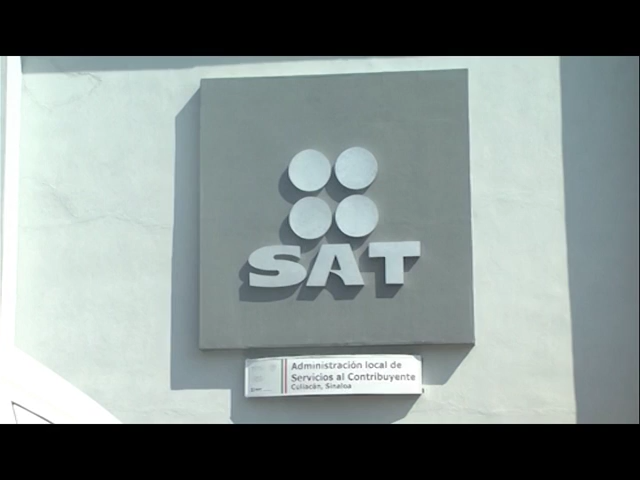 SAT
Administración local de
Servicios al Contribuyente
Culiacán, Sinaloa